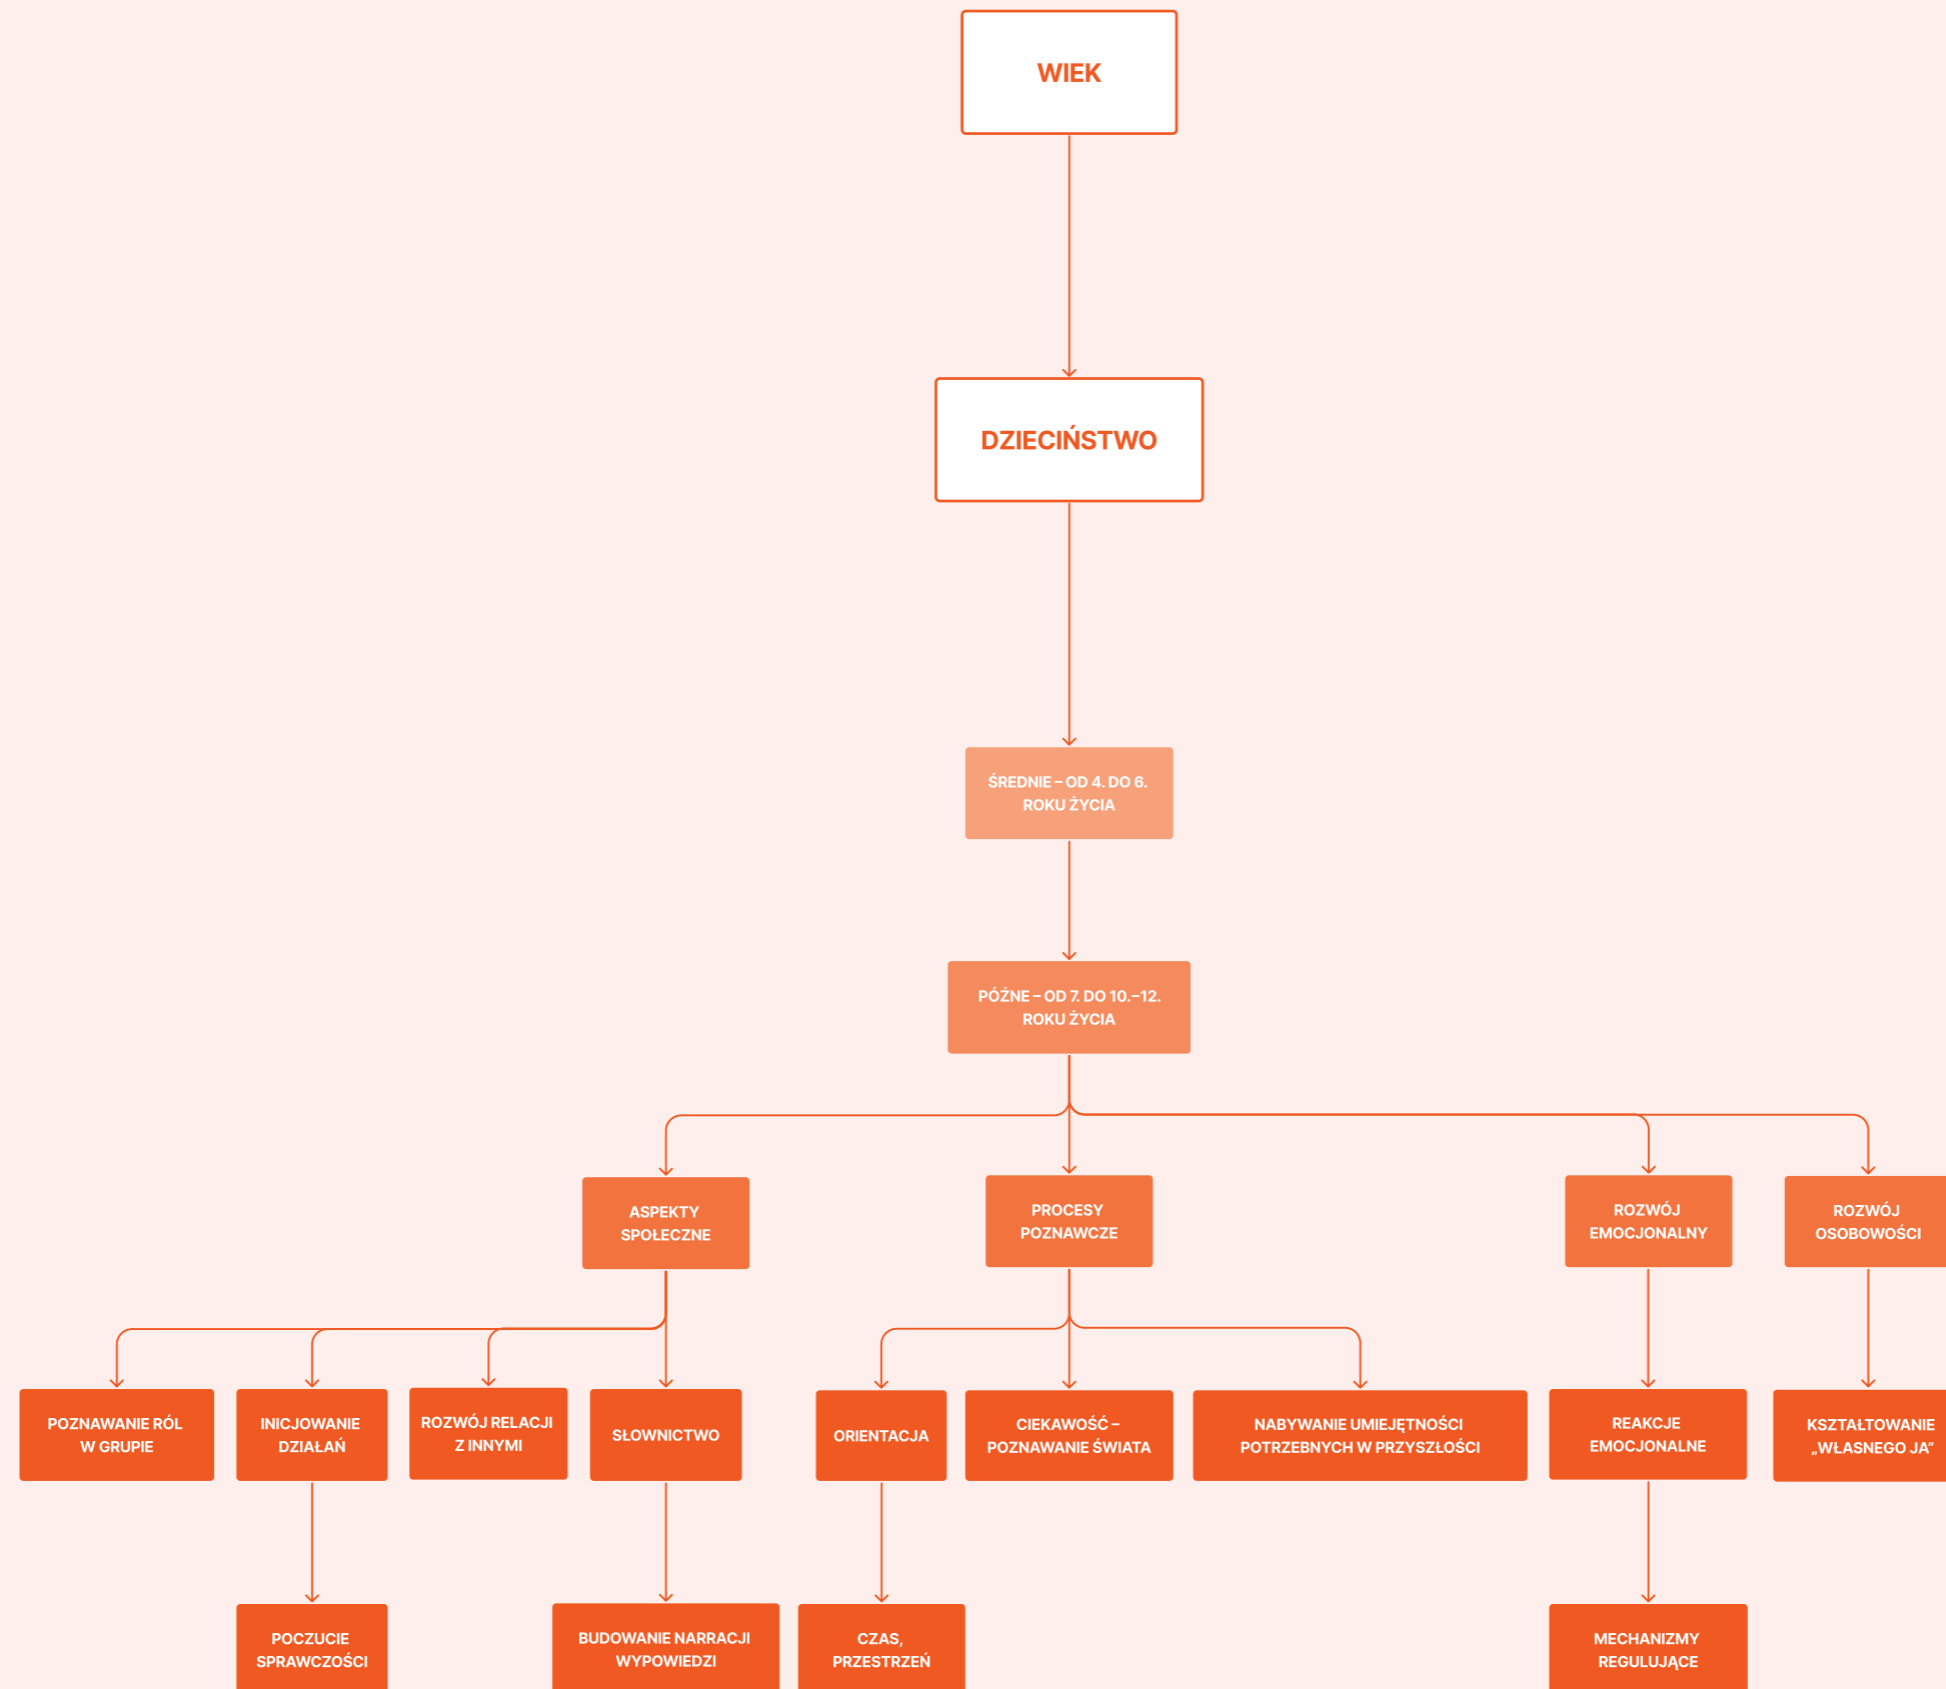 WIEK
DZIECIŃSTWO
ŚREDNIE – OD 4. DO 6.
ROKU ŻYCIA
PÓŹNE – OD 7. DO 10.–12.
ROKU ŻYCIA
ASPEKTY
SPOŁECZNE
PROCESY
POZNAWCZE
ROZWÓJ
EMOCJONALNY
ROZWÓJ
OSOBOWOŚCI
POZNAWANIE RÓL
W GRUPIE
INICJOWANIE
DZIAŁAŃ
ROZWÓJ RELACJI
Z INNYMI
SŁOWNICTWO
ORIENTACJA
CIEKAWOŚĆ –
POZNAWANIE ŚWIATA
NABYWANIE UMIEJĘTNOŚCI
POTRZEBNYCH W PRZYSZŁOŚCI
REAKCJE
EMOCJONALNE
KSZTAŁTOWANIE
„WŁASNEGO JA”
POCZUCIE
SPRAWCZOŚCI
BUDOWANIE NARRACJI
WYPOWIEDZI
CZAS,
PRZESTRZEŃ
MECHANIZMY
REGULUJĄCE